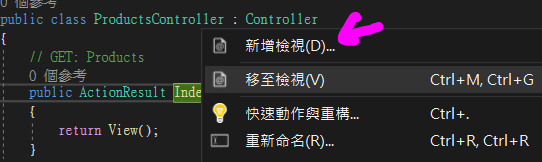 0 個參考
public class ProductsController : Controller
{
// GET: Products
0 個參考
public ActionResult Inde
{
return View();
}
新增檢視(D)...
移至檢視(V) Ctrl+M, Ctrl+G
快速動作與重構... Ctrl+.
重新命名(R)... Ctrl+R, Ctrl+R